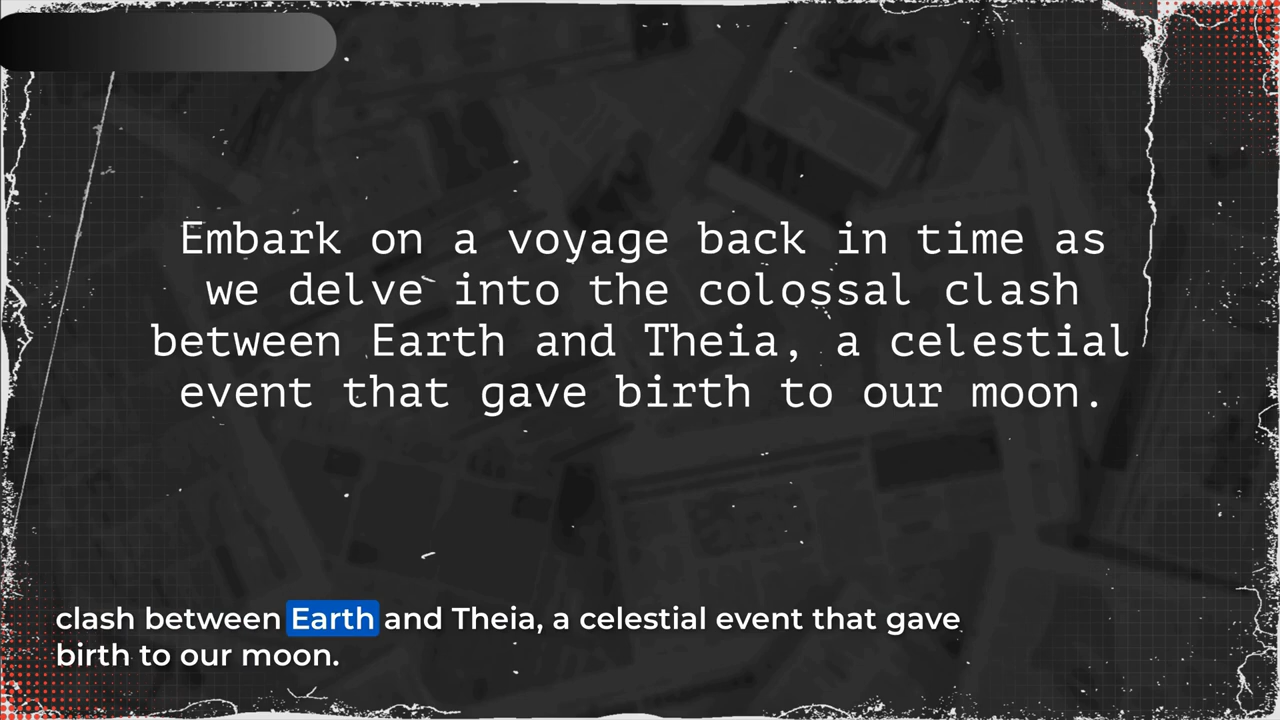 Embark on a voyage back in time as
we delve into the colossal clash
between Earth and Theia, a celestial
event that gave birth to our moon.
clash between Earth and Theia, a celestial event that gave
birth to our moon.